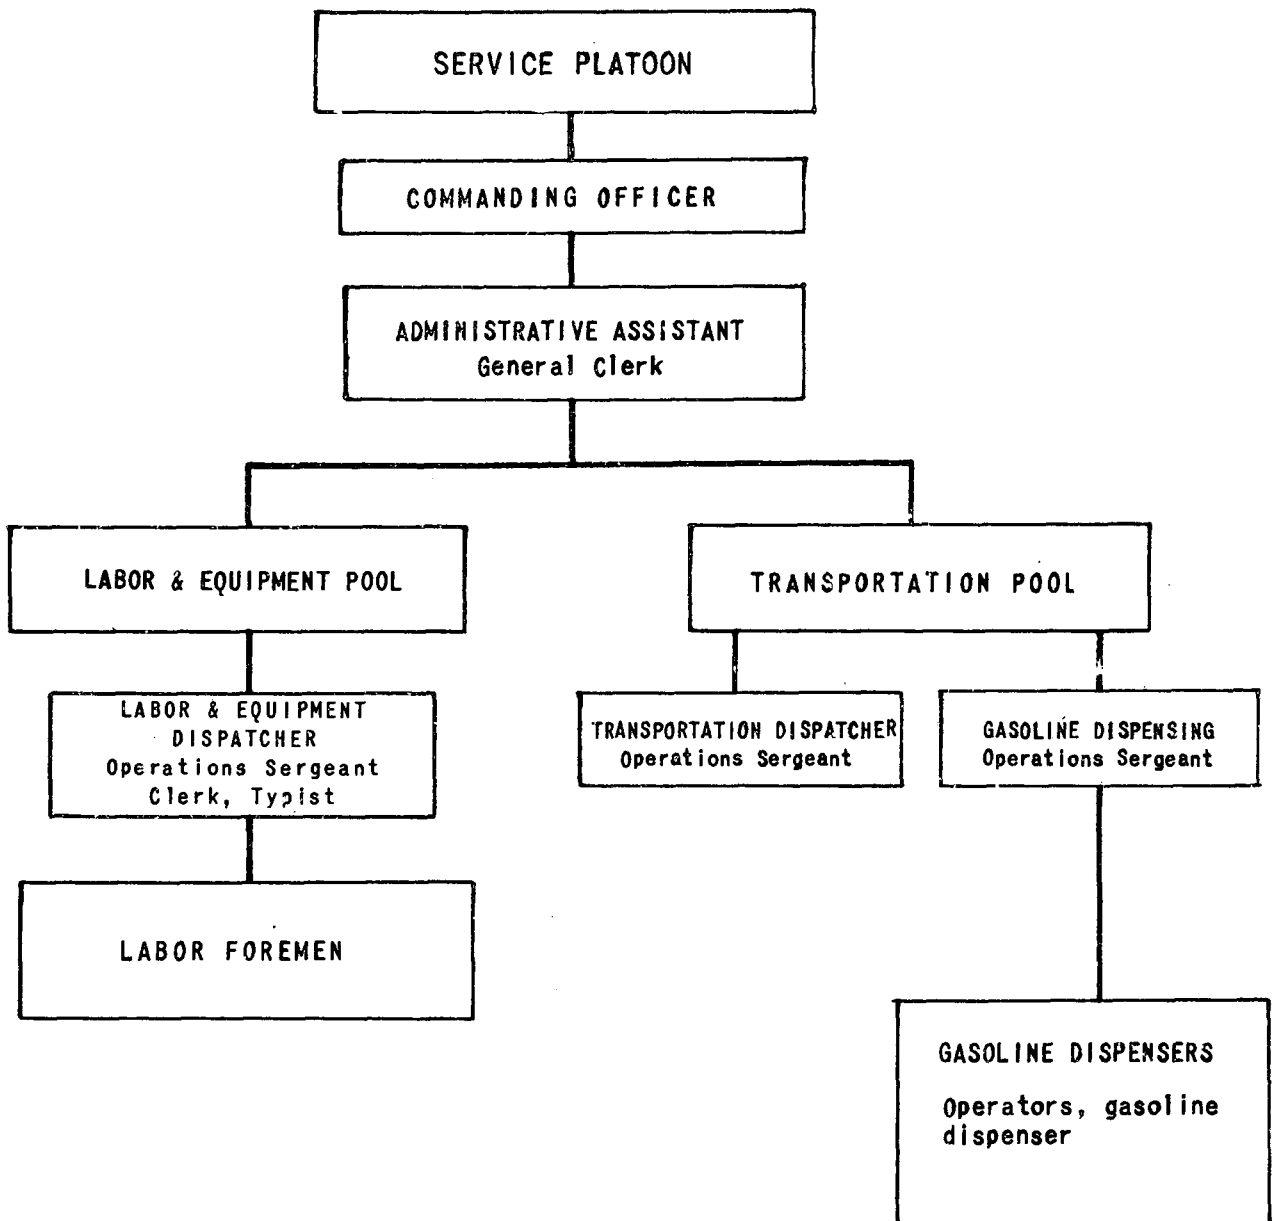 SERVICE PLATOON
COMMANDING OFFICER
ADMINISTRATIVE ASSISTANT
General Clerk
LABOR & EQUIPMENT POOL
TRANSPORTATION POOL
LABOR & EQUIPMENT
DISPATCHER
Operations Sergeant
Clerk, Typist
TRANSPORTATION DISPATCHER
Operations Sergeant
GASOLINE DISPENSING
Operations Sergeant
LABOR FOREMEN
GASOLINE DISPENSERS
Operators, gasoline
dispenser